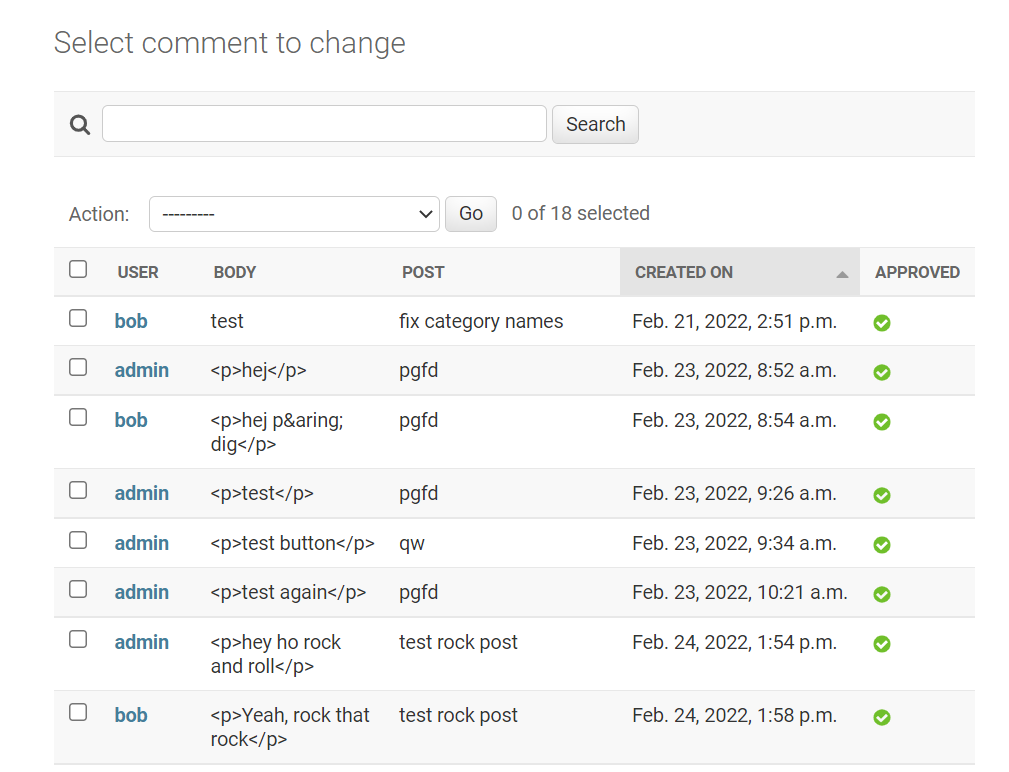 Select comment to change
Search
Action: --------- Go 0 of 18 selected
USER BODY POST CREATED ON APPROVED
bob test fix category names Feb. 21, 2022, 2:51 p.m.
admin <p>hej</p> pgfd Feb. 23, 2022, 8:52 a.m.
bob <p>hej p&aring; pgfd Feb. 23, 2022, 8:54 a.m.
dig</p>
admin <p>test</p> pgfd Feb. 23, 2022, 9:26 a.m.
admin <p>test button</p> qw Feb. 23, 2022, 9:34 a.m.
admin <p>test again</p> pgfd Feb. 23, 2022, 10:21 a.m.
admin <p>hey ho rock test rock post Feb. 24, 2022, 1:54 p.m.
and roll</p>
bob <p>Yeah, rock that test rock post Feb. 24, 2022, 1:58 p.m.
rock</p>